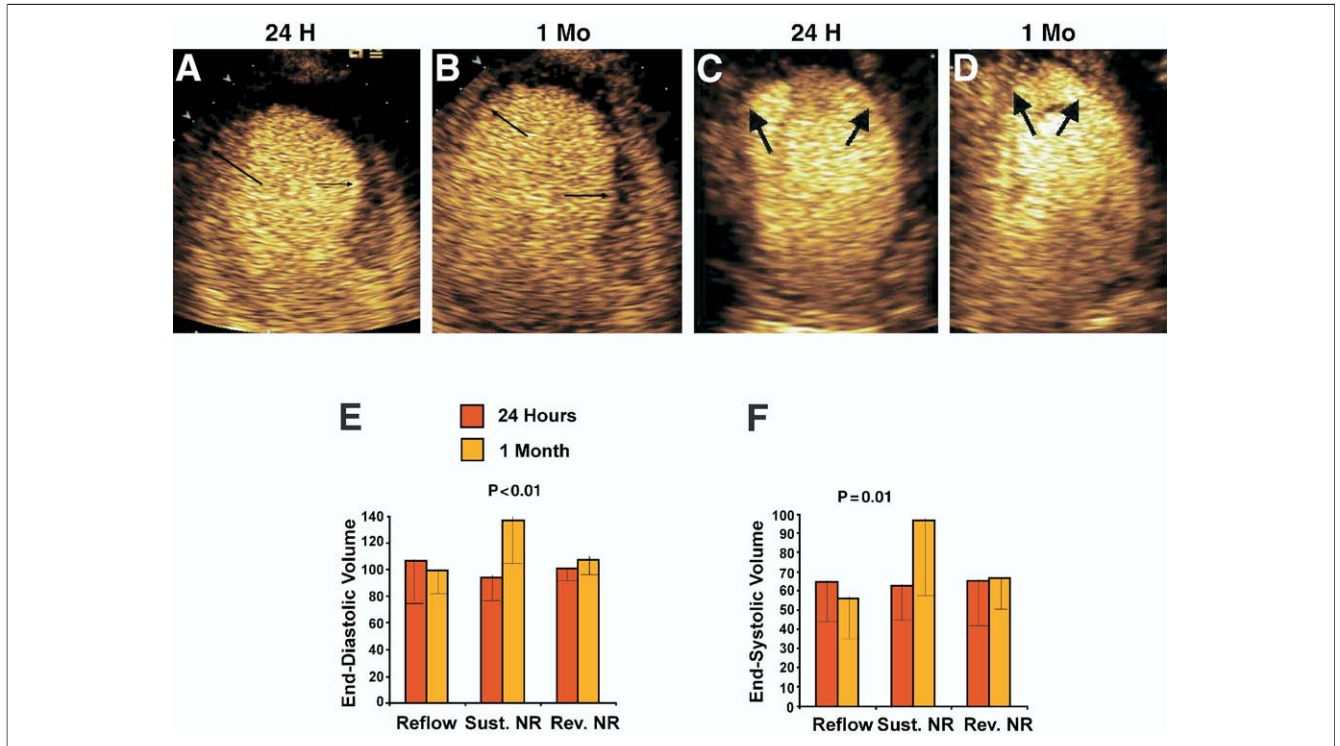 24 H 1 Mo 24 H 1 Mo
A B C D
E
24 Hours
1 Month
P<0.01
End-Diastolic Volume
140
120
100
80
60
40
20
0
Reflow Sust. NR Rev. NR
F
P=0.01
End-Systolic Volume
100
90
80
70
60
50
40
30
20
10
0
Reflow Sust. NR Rev. NR